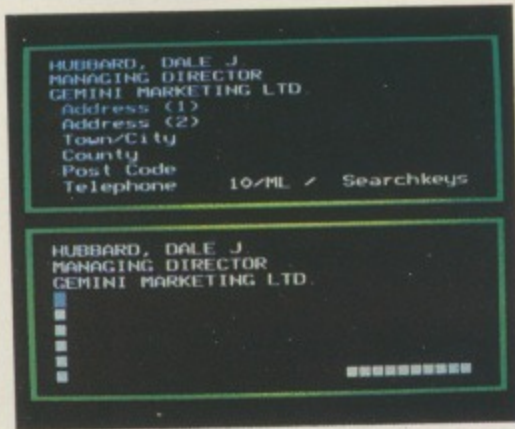 HUBBARD, DALE J.
MANAGING DIRECTOR
GEMINI MARKETING LTD.
Address (1)
Address (2)
Town/City
County
Post Code
Telephone 10/ML / Searchkeys
HUBBARD, DALE J.
MANAGING DIRECTOR
GEMINI MARKETING LTD.